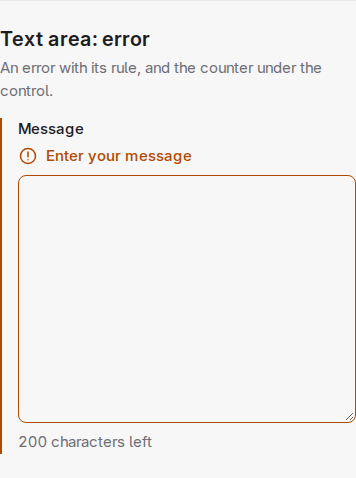 Text area: error
An error with its rule, and the counter under the
control.
Message
Enter your message
200 characters left